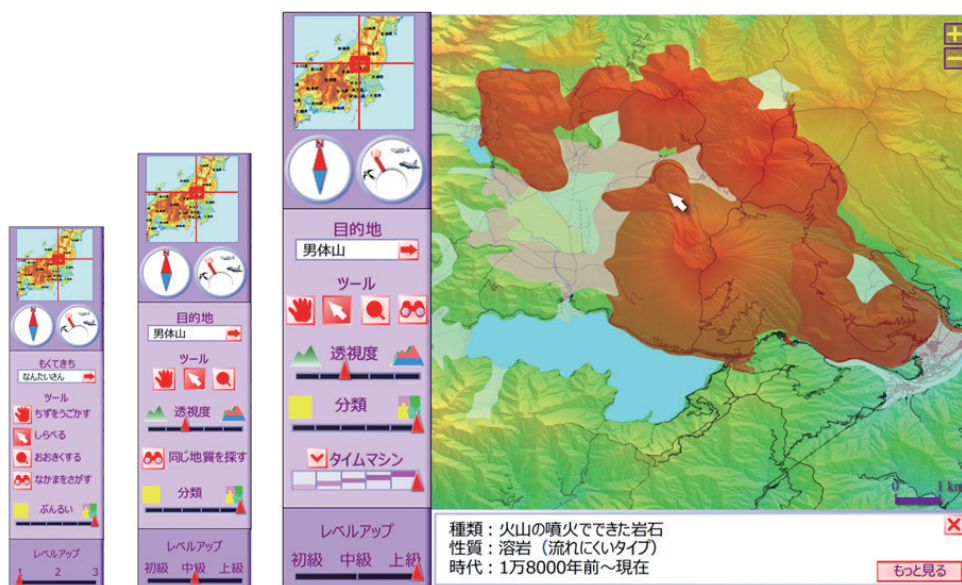 N
もくてきち
なんたいさん
ツール
ちずをうごかす
しらべる
おおきくする
なかまをさがす
ぶんるい
レベルアップ
1 2 3
N
目的地
男体山
ツール
透視度
同じ地質を探す
分類
レベルアップ
初級 中級 上級
N
目的地
男体山
ツール
透視度
分類
タイムマシン
レベルアップ
初級 中級 上級
0 1 km
種類：火山の噴火でできた岩石
性質：溶岩（流れにくいタイプ）
時代：1万8000年前～現在
もっと見る